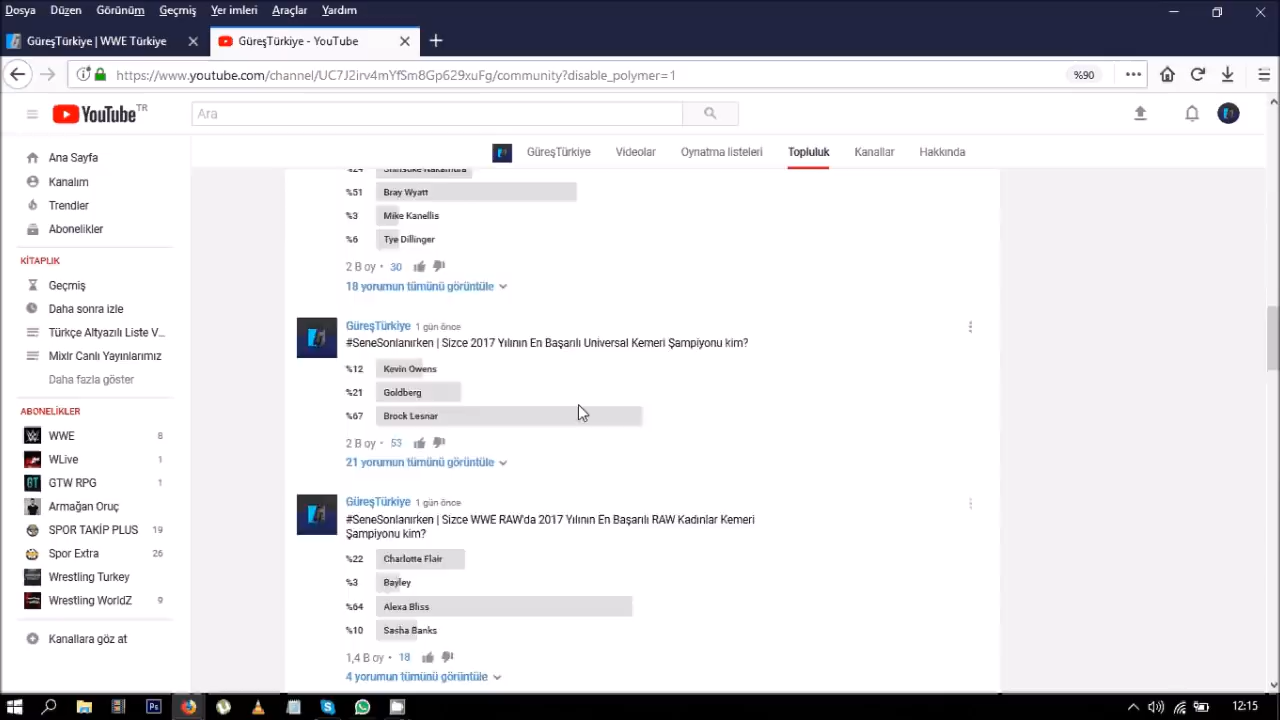 Dosya Düzen Görünüm Geçmiş Yer imleri Araçlar Yardım
GüreşTürkiye | WWE Türkiye
GüreşTürkiye - YouTube
https://www.youtube.com/channel/UC7J2irv4mYfSm8Gp629xuFg/community?disable_polymer=1
%90
YouTube TR
Ara
GüreşTürkiye Videolar Oynatma listeleri Topluluk Kanallar Hakkında
Ana Sayfa
Kanalım
Trendler
Abonelikler
KİTAPLIK
Geçmiş
Daha sonra izle
Türkçe Altyazılı Liste V...
Mixlr Canlı Yayınlarımız
Daha fazla göster
ABONELİKLER
WWE 8
WLive 1
GTW RPG 1
Armağan Oruç
SPOR TAKİP PLUS 19
Spor Extra 26
Wrestling Turkey
Wrestling WorldZ 9
Kanallara göz at
%24 Shinsuke Nakamura
%51 Bray Wyatt
%3 Mike Kanellis
%6 Tye Dillinger
2 B oy • 30
18 yorumun tümünü görüntüle
GüreşTürkiye 1 gün önce
#SeneSonlanırken | Sizce 2017 Yılının En Başarılı Universal Kemeri Şampiyonu kim?
%12 Kevin Owens
%21 Goldberg
%67 Brock Lesnar
2 B oy • 53
21 yorumun tümünü görüntüle
GüreşTürkiye 1 gün önce
#SeneSonlanırken | Sizce WWE RAW'da 2017 Yılının En Başarılı RAW Kadınlar Kemeri
Şampiyonu kim?
%22 Charlotte Flair
%3 Bayley
%64 Alexa Bliss
%10 Sasha Banks
1,4 B oy • 18
4 yorumun tümünü görüntüle
12:15